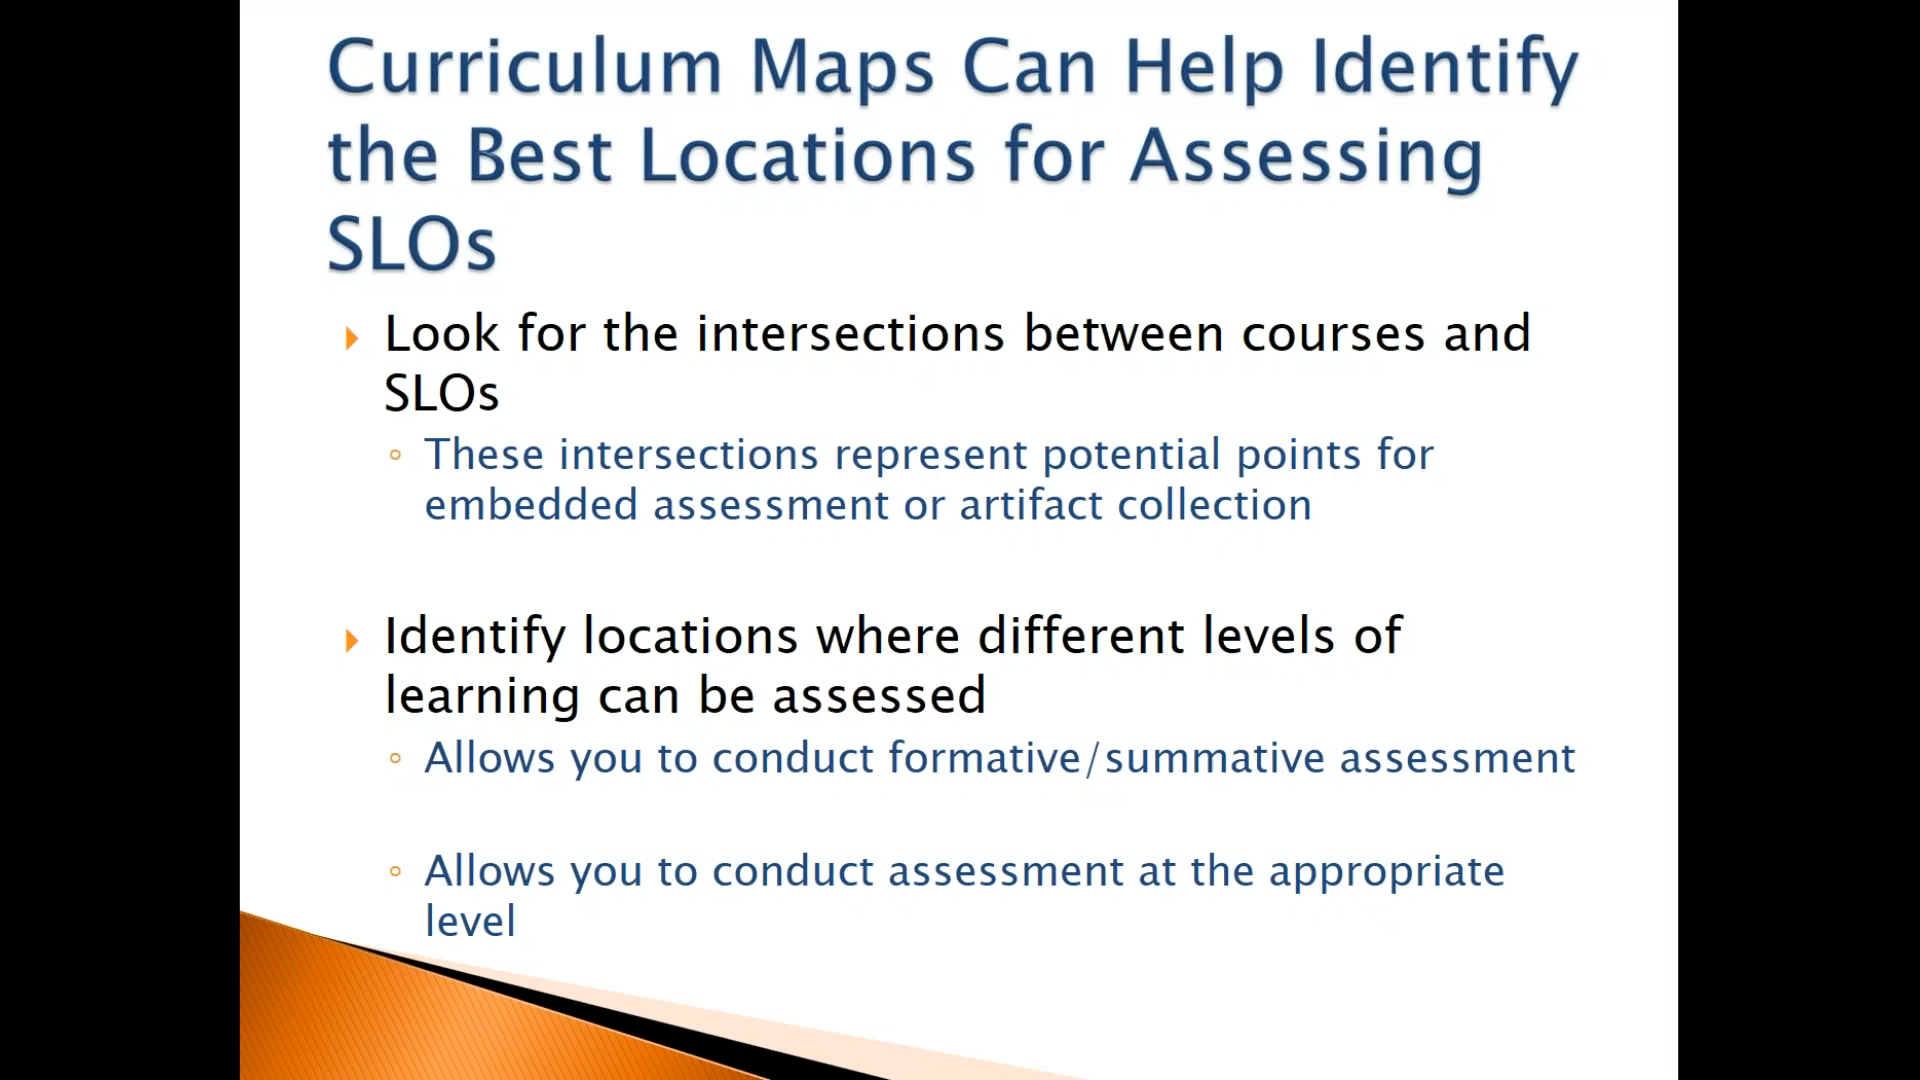 Curriculum Maps Can Help Identify
the Best Locations for Assessing
SLOs
Look for the intersections between courses and
SLOs
These intersections represent potential points for
embedded assessment or artifact collection
Identify locations where different levels of
learning can be assessed
Allows you to conduct formative/summative assessment
Allows you to conduct assessment at the appropriate
level